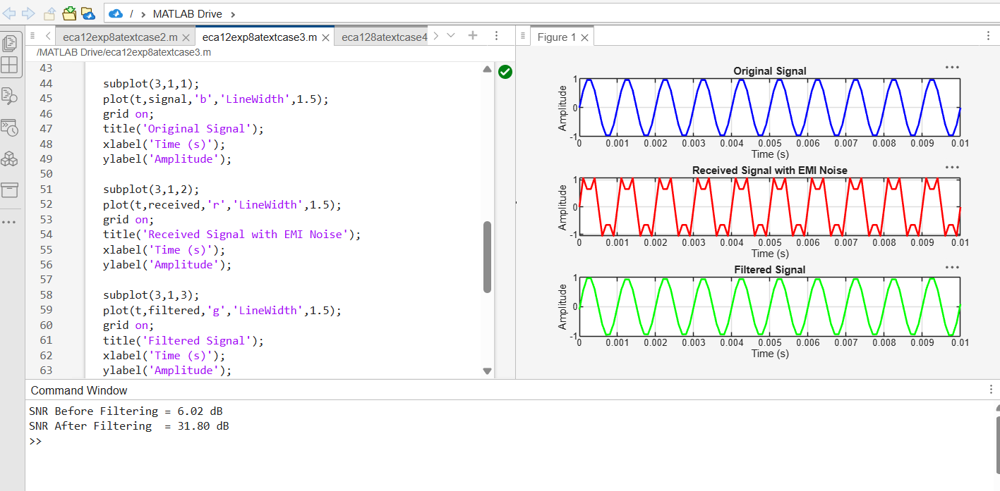 / › MATLAB Drive ›
eca12exp8atextcase2.m × eca12exp8atextcase3.m × eca128atextcase4
/MATLAB Drive/eca12exp8atextcase3.m
43
44 subplot(3,1,1);
45 plot(t,signal,'b','LineWidth',1.5);
46 grid on;
47 title('Original Signal');
48 xlabel('Time (s)');
49 ylabel('Amplitude');
50
51 subplot(3,1,2);
52 plot(t,received,'r','LineWidth',1.5);
53 grid on;
54 title('Received Signal with EMI Noise');
55 xlabel('Time (s)');
56 ylabel('Amplitude');
57
58 subplot(3,1,3);
59 plot(t,filtered,'g','LineWidth',1.5);
60 grid on;
61 title('Filtered Signal');
62 xlabel('Time (s)');
63 ylabel('Amplitude');
Figure 1 ×
Original Signal
Amplitude
1
0
-1
0 0.001 0.002 0.003 0.004 0.005 0.006 0.007 0.008 0.009 0.01
Time (s)
Received Signal with EMI Noise
Amplitude
1
0
-1
0 0.001 0.002 0.003 0.004 0.005 0.006 0.007 0.008 0.009 0.01
Time (s)
Filtered Signal
Amplitude
1
0
-1
0 0.001 0.002 0.003 0.004 0.005 0.006 0.007 0.008 0.009 0.01
Time (s)
Command Window
SNR Before Filtering = 6.02 dB
SNR After Filtering  = 31.80 dB
>>